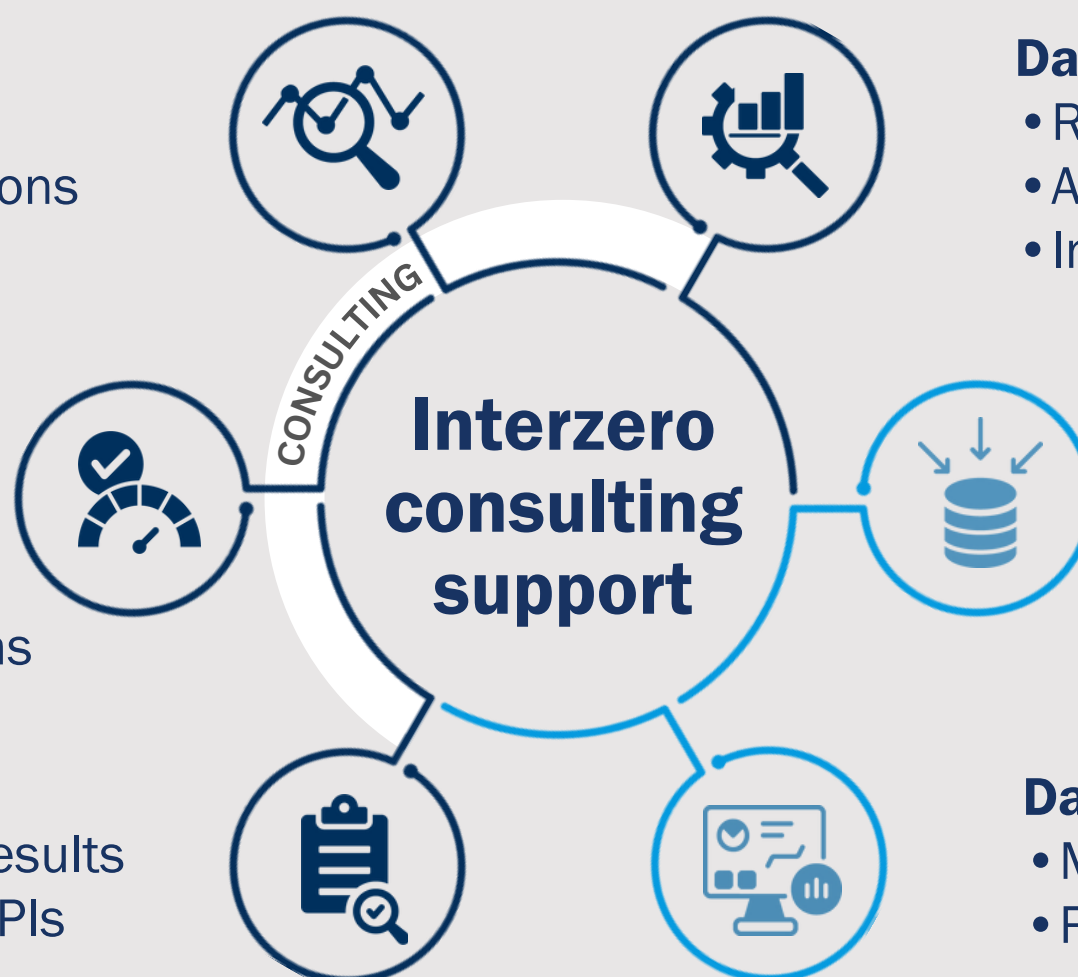 Da
• R
• A
• In
ons
CONSULTING
Interzero
consulting
support
ns
esults
PIs
Da
• M
• F